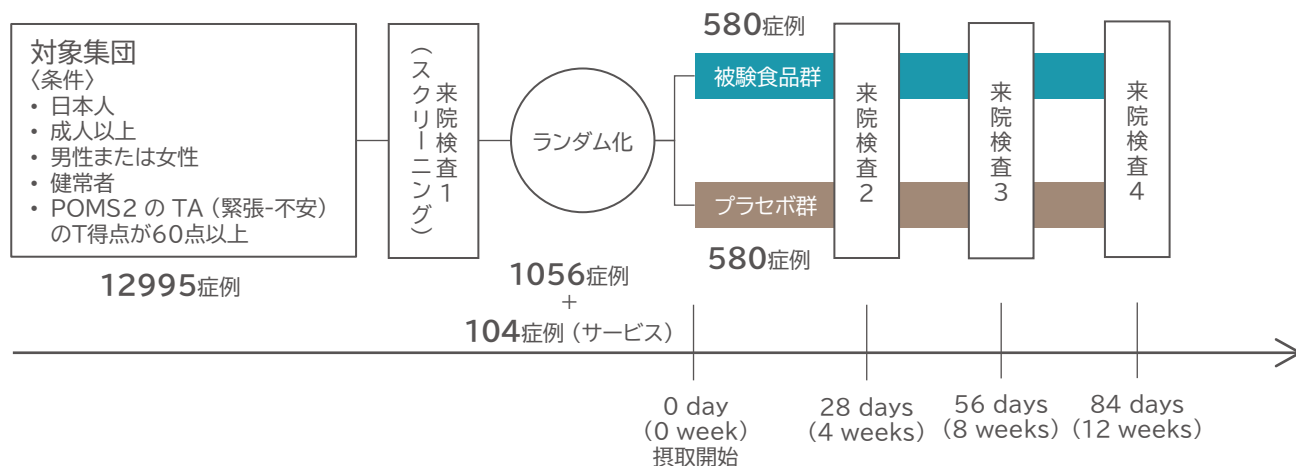 対象集団
〈条件〉
• 日本人
• 成人以上
• 男性または女性
• 健常者
• POMS2 の TA (緊張-不安)
のT得点が60点以上
12995症例
来院検査1
(スクリーニング)
ランダム化
1056症例
+
104症例 (サービス)
580症例
被験食品群
プラセボ群
580症例
来院検査2
来院検査3
来院検査4
0 day
(0 week)
摂取開始
28 days
(4 weeks)
56 days
(8 weeks)
84 days
(12 weeks)